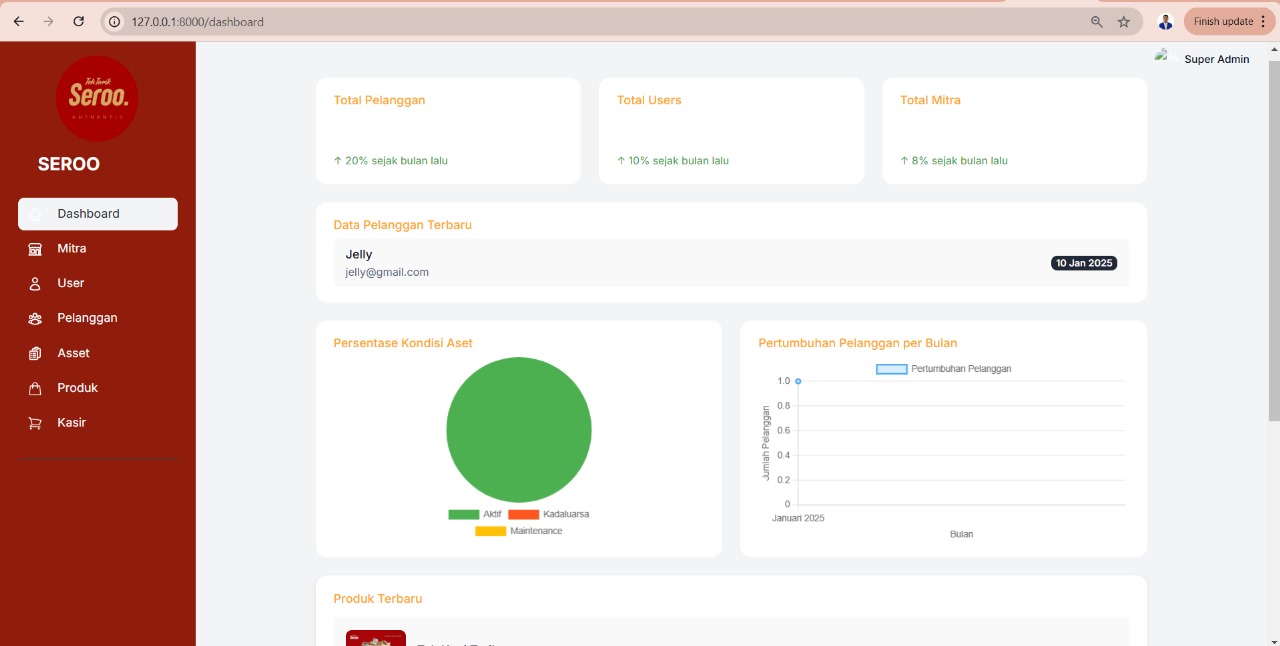 127.0.0.1:8000/dashboard
Finish update
Teh Tarik
Seroo.
AUTHENTIC
SEROO
Dashboard
Mitra
User
Pelanggan
Asset
Produk
Kasir
Super Admin
Total Pelanggan
↑ 20% sejak bulan lalu
Total Users
↑ 10% sejak bulan lalu
Total Mitra
↑ 8% sejak bulan lalu
Data Pelanggan Terbaru
Jelly
jelly@gmail.com
10 Jan 2025
Persentase Kondisi Aset
Aktif Kadaluarsa
Maintenance
Pertumbuhan Pelanggan per Bulan
Pertumbuhan Pelanggan
Jumlah Pelanggan
1.0
0.8
0.6
0.4
0.2
0
Januari 2025
Bulan
Produk Terbaru